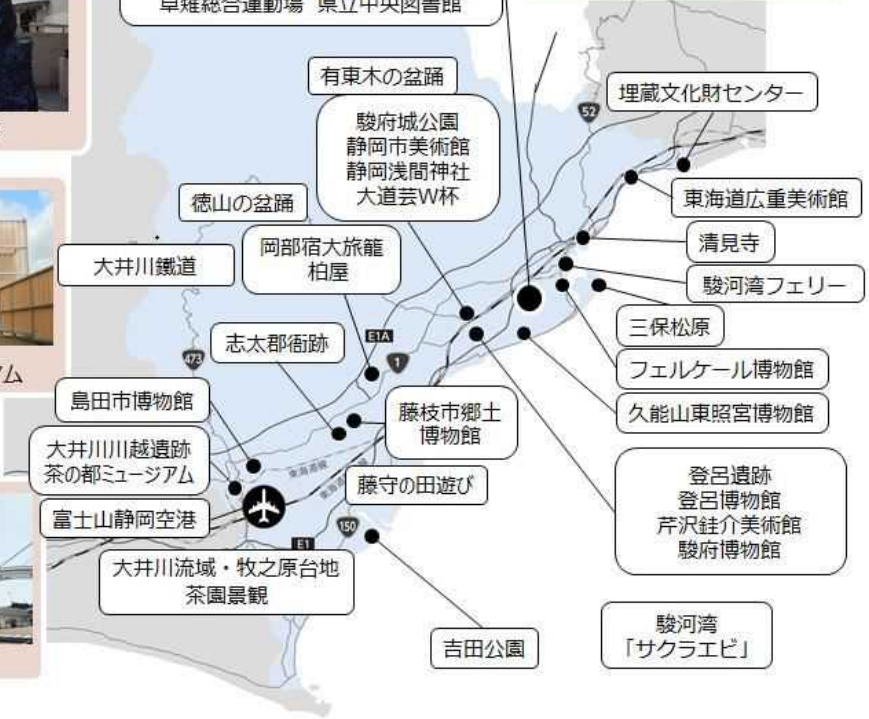 草薙総合運動場 県立中央図書館
有東木の盆踊
駿府城公園
静岡市美術館
静岡浅間神社
大道芸W杯
52
埋蔵文化財センター
徳山の盆踊
東海道広重美術館
岡部宿大旅籠
柏屋
清見寺
大井川鐵道
駿河湾フェリー
三保松原
E1A
志太郡衙跡
1
473
フェルケール博物館
ム
島田市博物館
藤枝市郷土
博物館
久能山東照宮博物館
大井川川越遺跡
茶の都ミュージアム
東海道線
藤守の田遊び
登呂遺跡
登呂博物館
芹沢銈介美術館
駿府博物館
富士山静岡空港
150
E1
大井川流域・牧之原台地
茶園景観
吉田公園
駿河湾
「サクラエビ」